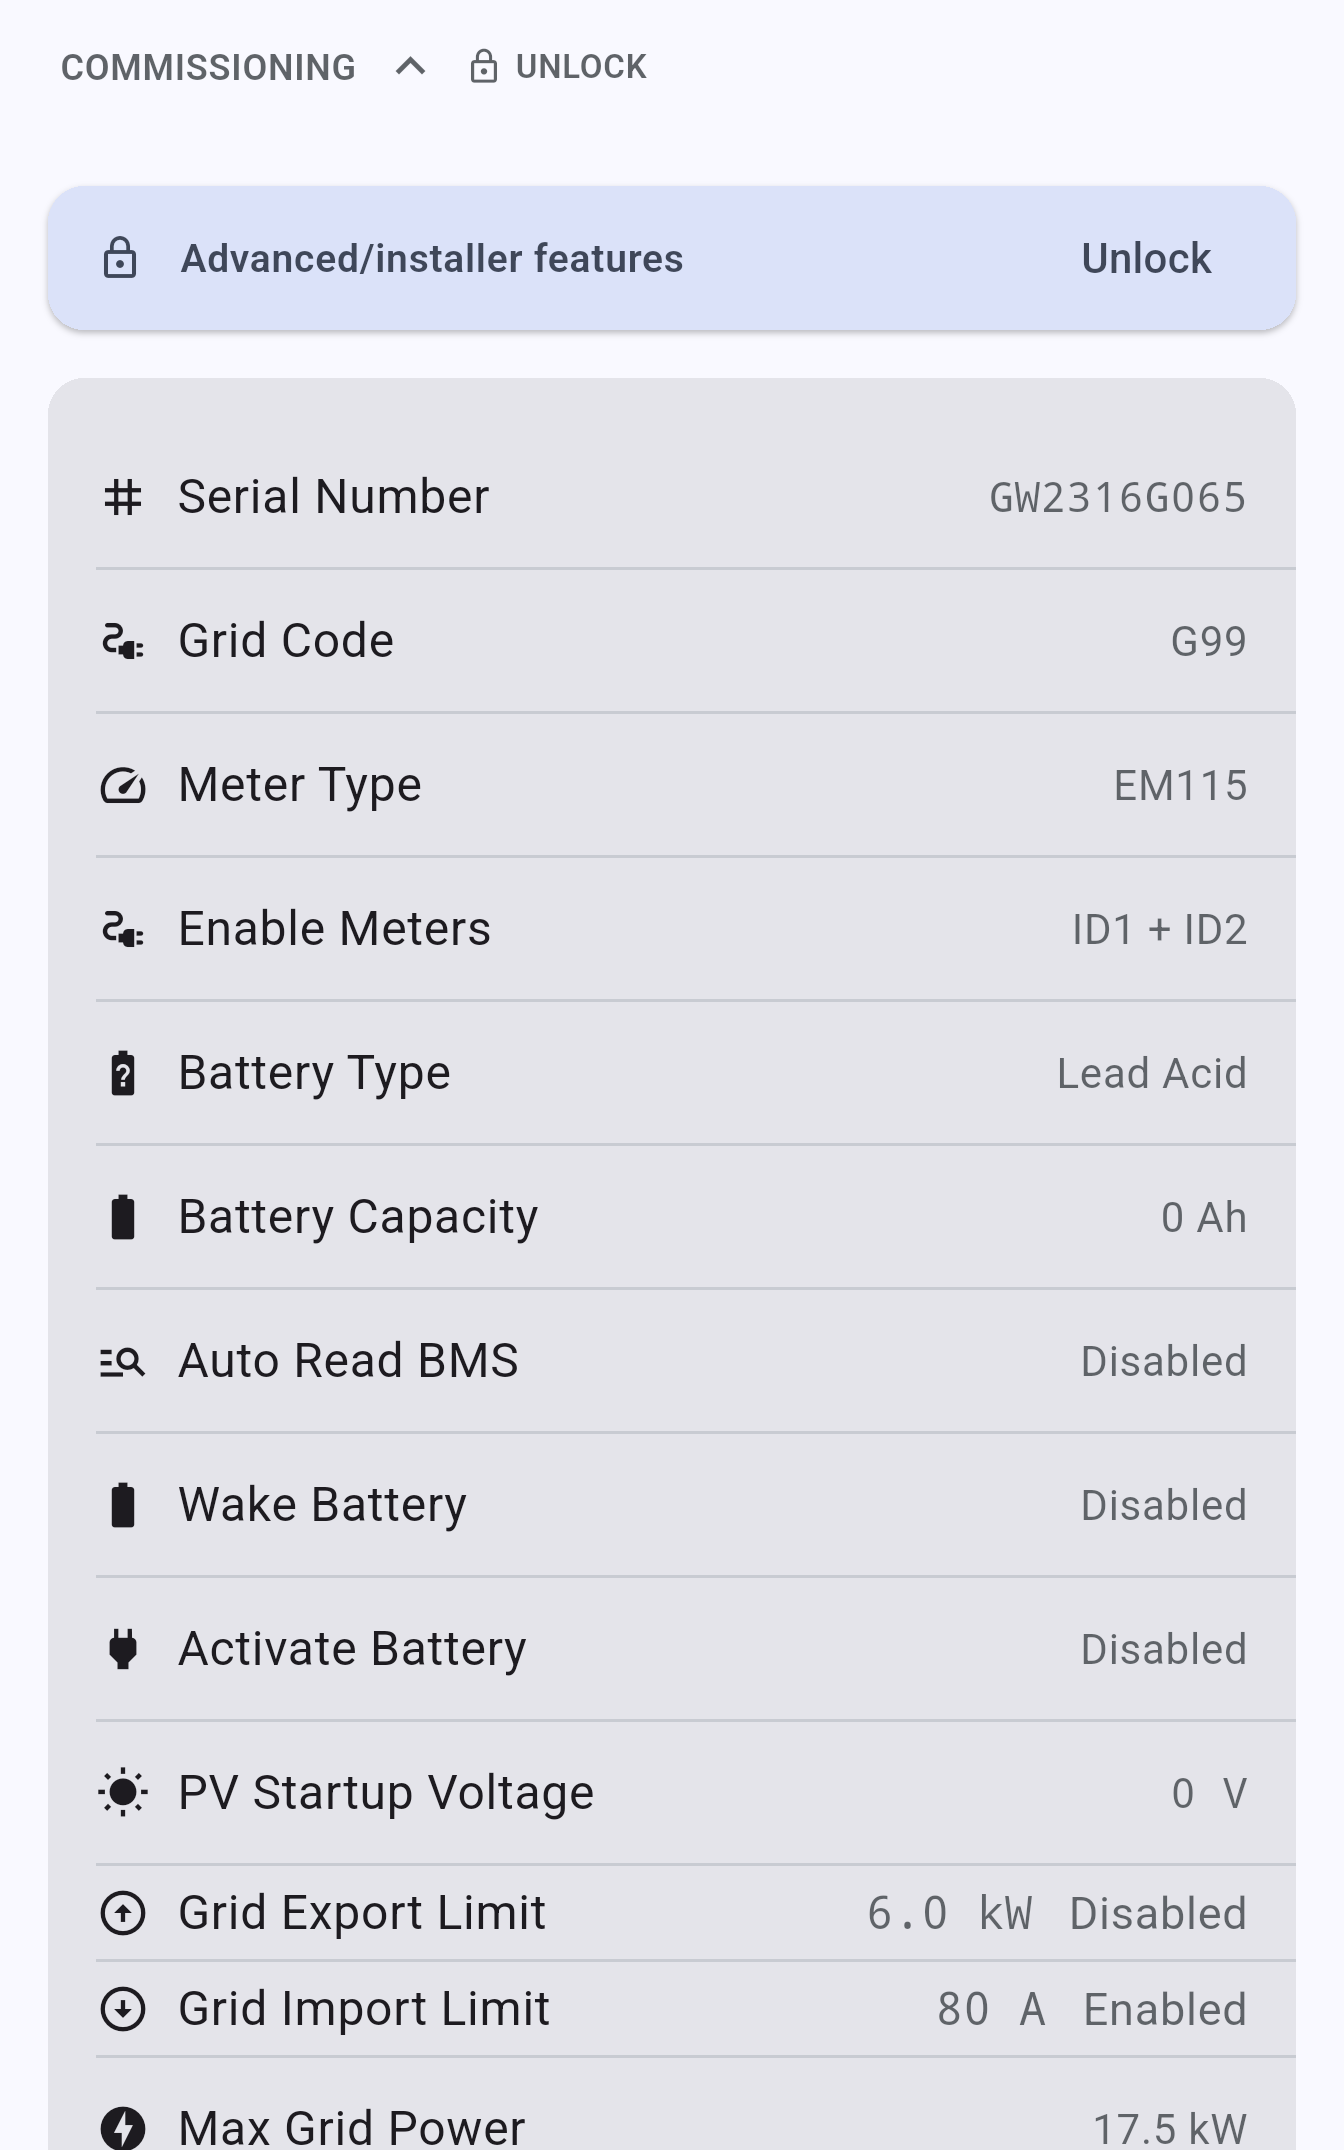 COMMISSIONING UNLOCK
Advanced/installer features Unlock
Serial Number GW2316G065
Grid Code G99
Meter Type EM115
Enable Meters ID1 + ID2
Battery Type Lead Acid
Battery Capacity 0 Ah
Auto Read BMS Disabled
Wake Battery Disabled
Activate Battery Disabled
PV Startup Voltage 0 V
Grid Export Limit 6.0 kW Disabled
Grid Import Limit 80 A Enabled
Max Grid Power 17.5 kW